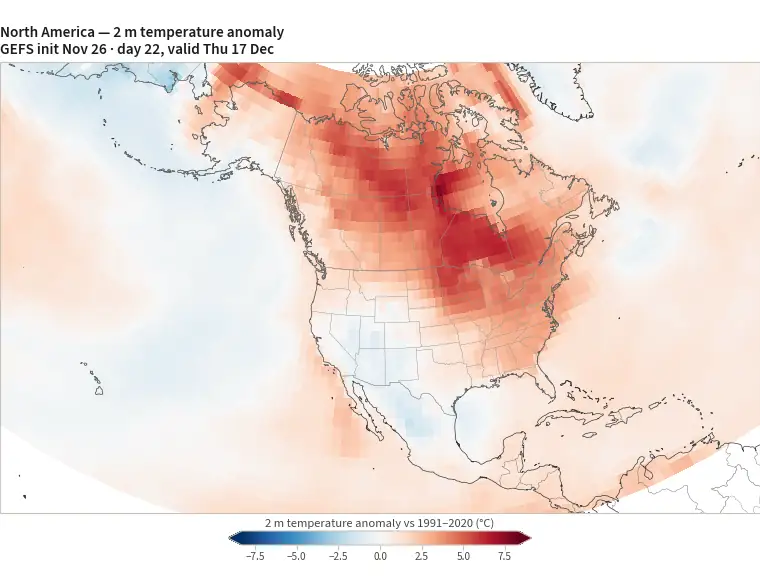 North America — 2 m temperature anomaly
GEFS init Nov 26 · day 22, valid Thu 17 Dec
2 m temperature anomaly vs 1991–2020 (°C)
−7.5 −5.0 −2.5 0.0 2.5 5.0 7.5